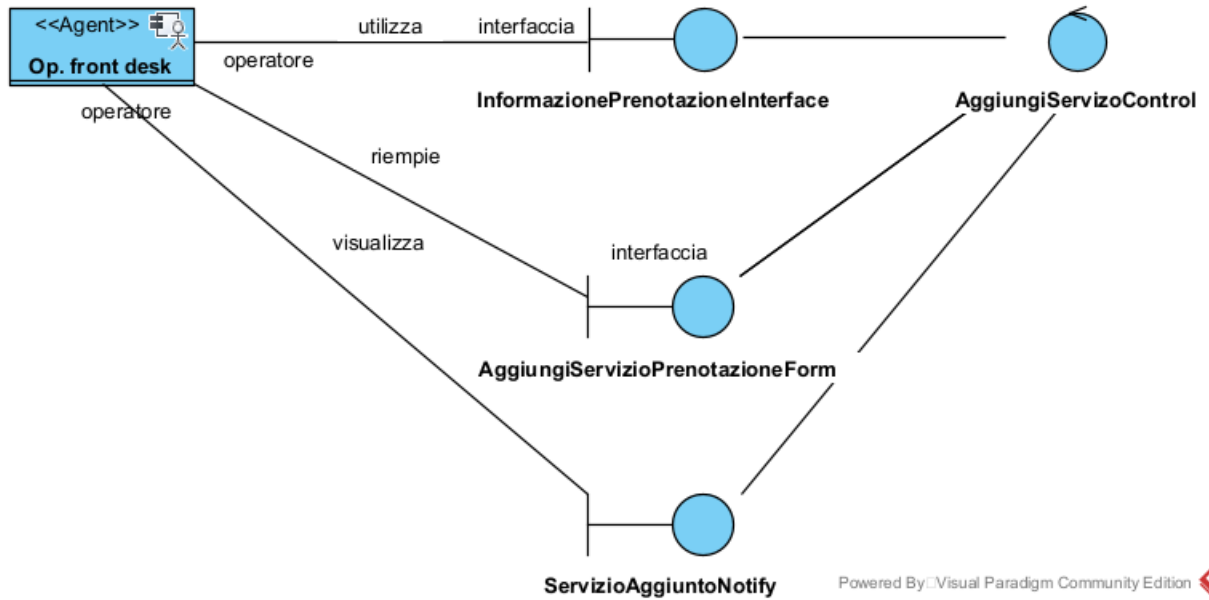 <<Agent>>
Op. front desk
utilizza
interfaccia
operatore
InformazionePrenotazioneInterface
AggiungiServizoControl
operatore
riempie
visualizza
interfaccia
AggiungiServizioPrenotazioneForm
ServizioAggiuntoNotify
Powered By Visual Paradigm Community Edition